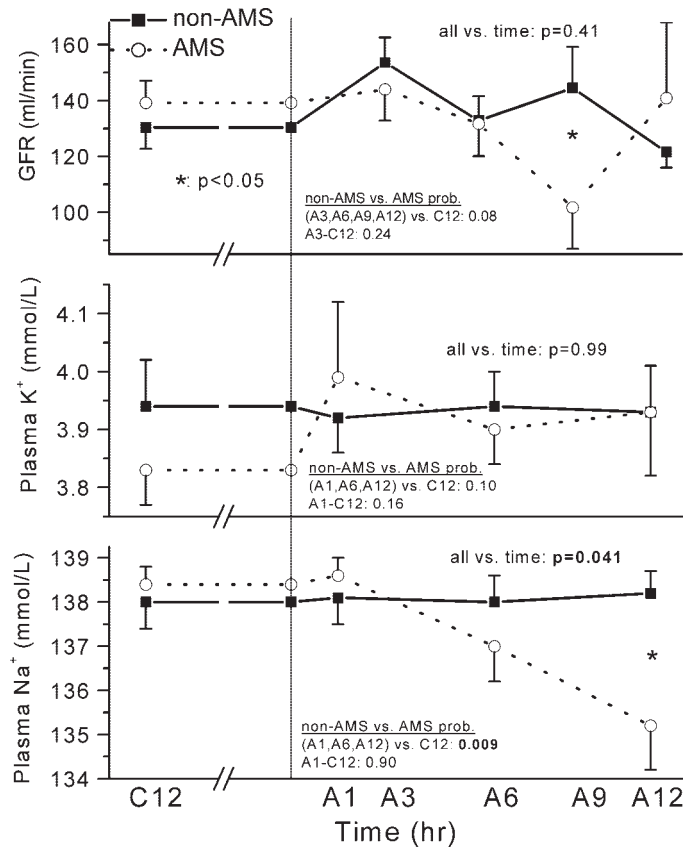 non-AMS
AMS
all vs. time: p=0.41
GFR (ml/min)
160
140
120
100
*: p<0.05
*
non-AMS vs. AMS prob.
(A3,A6,A9,A12) vs. C12: 0.08
A3-C12: 0.24
Plasma K+ (mmol/L)
4.1
4.0
3.9
3.8
all vs. time: p=0.99
non-AMS vs. AMS prob.
(A1,A6,A12) vs. C12: 0.10
A1-C12: 0.16
Plasma Na+ (mmol/L)
139
138
137
136
135
134
all vs. time: p=0.041
*
non-AMS vs. AMS prob.
(A1,A6,A12) vs. C12: 0.009
A1-C12: 0.90
C12 A1 A3 A6 A9 A12
Time (hr)